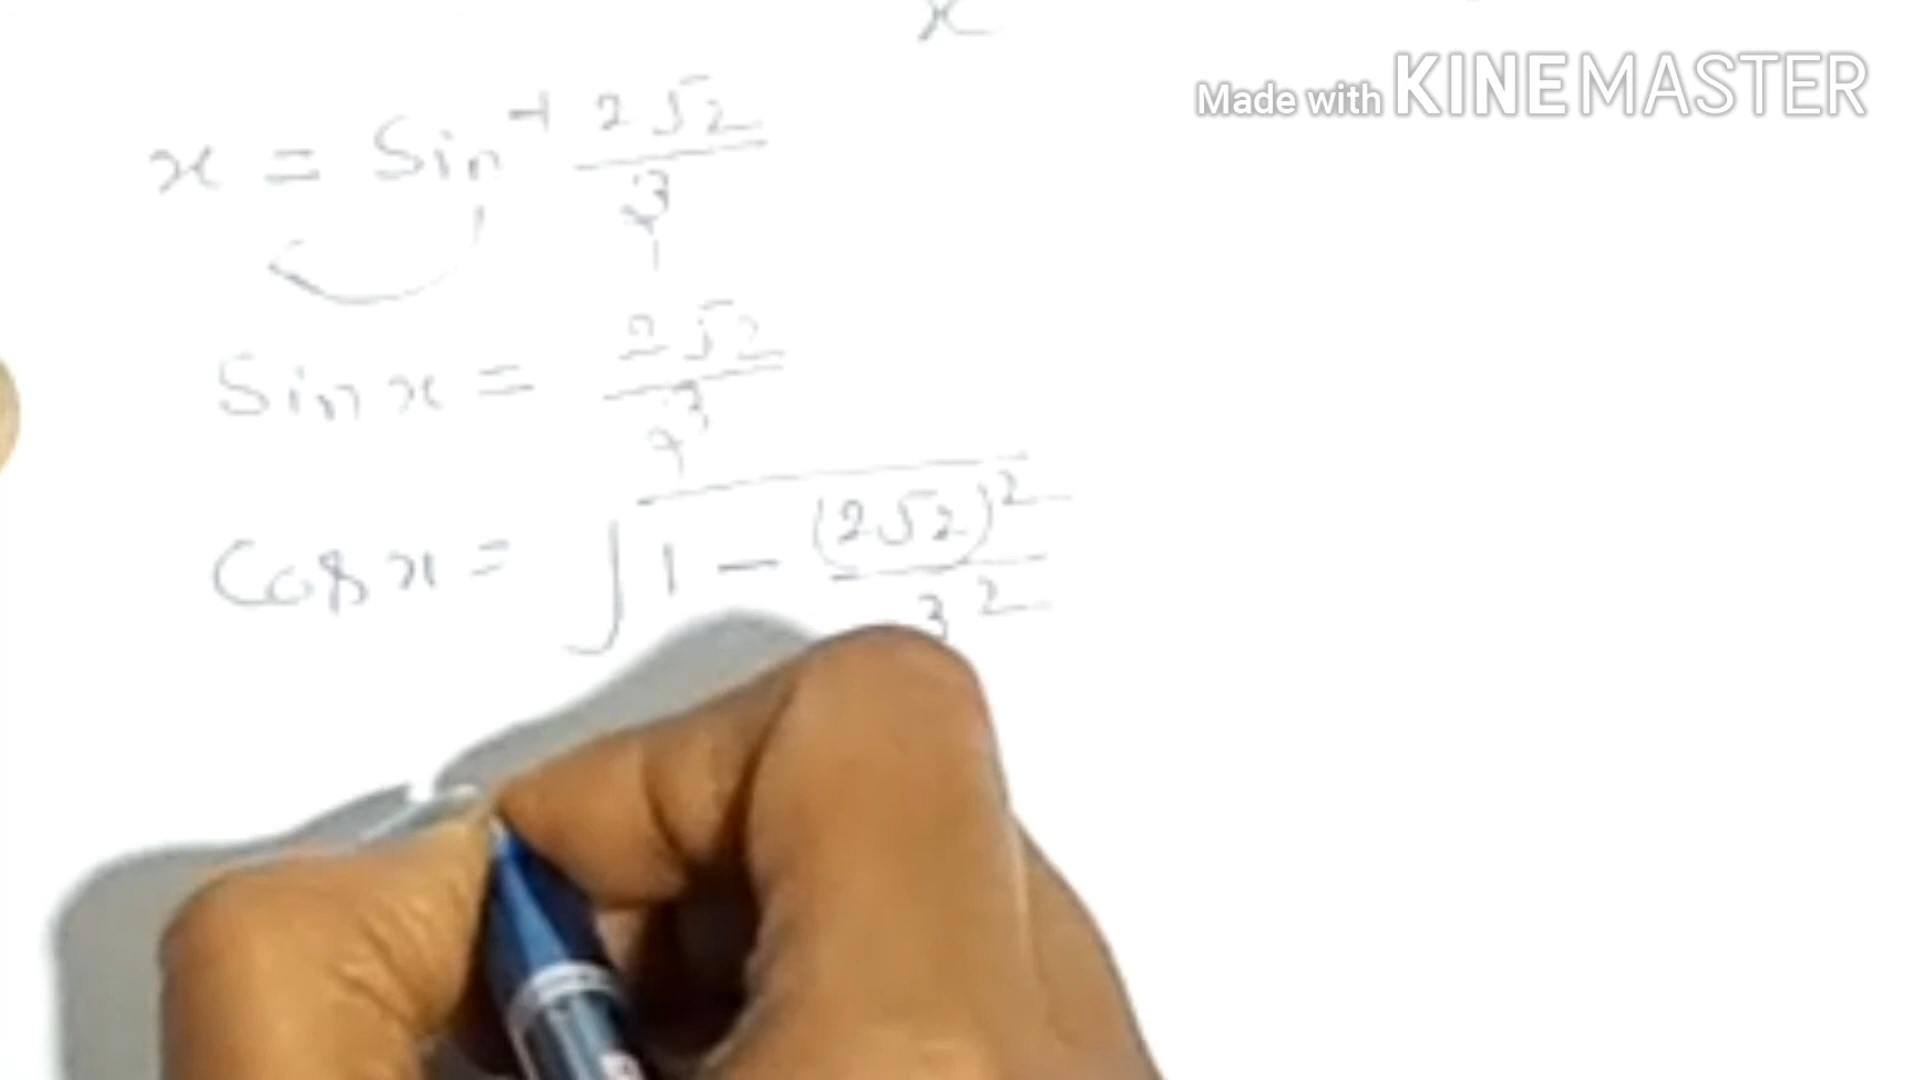 x
Made with KINEMASTER
x = Sin⁻¹ 2√2 / 3
Sin x = 2√2 / 3
Cos x = √1 - (2√2)² / 3²